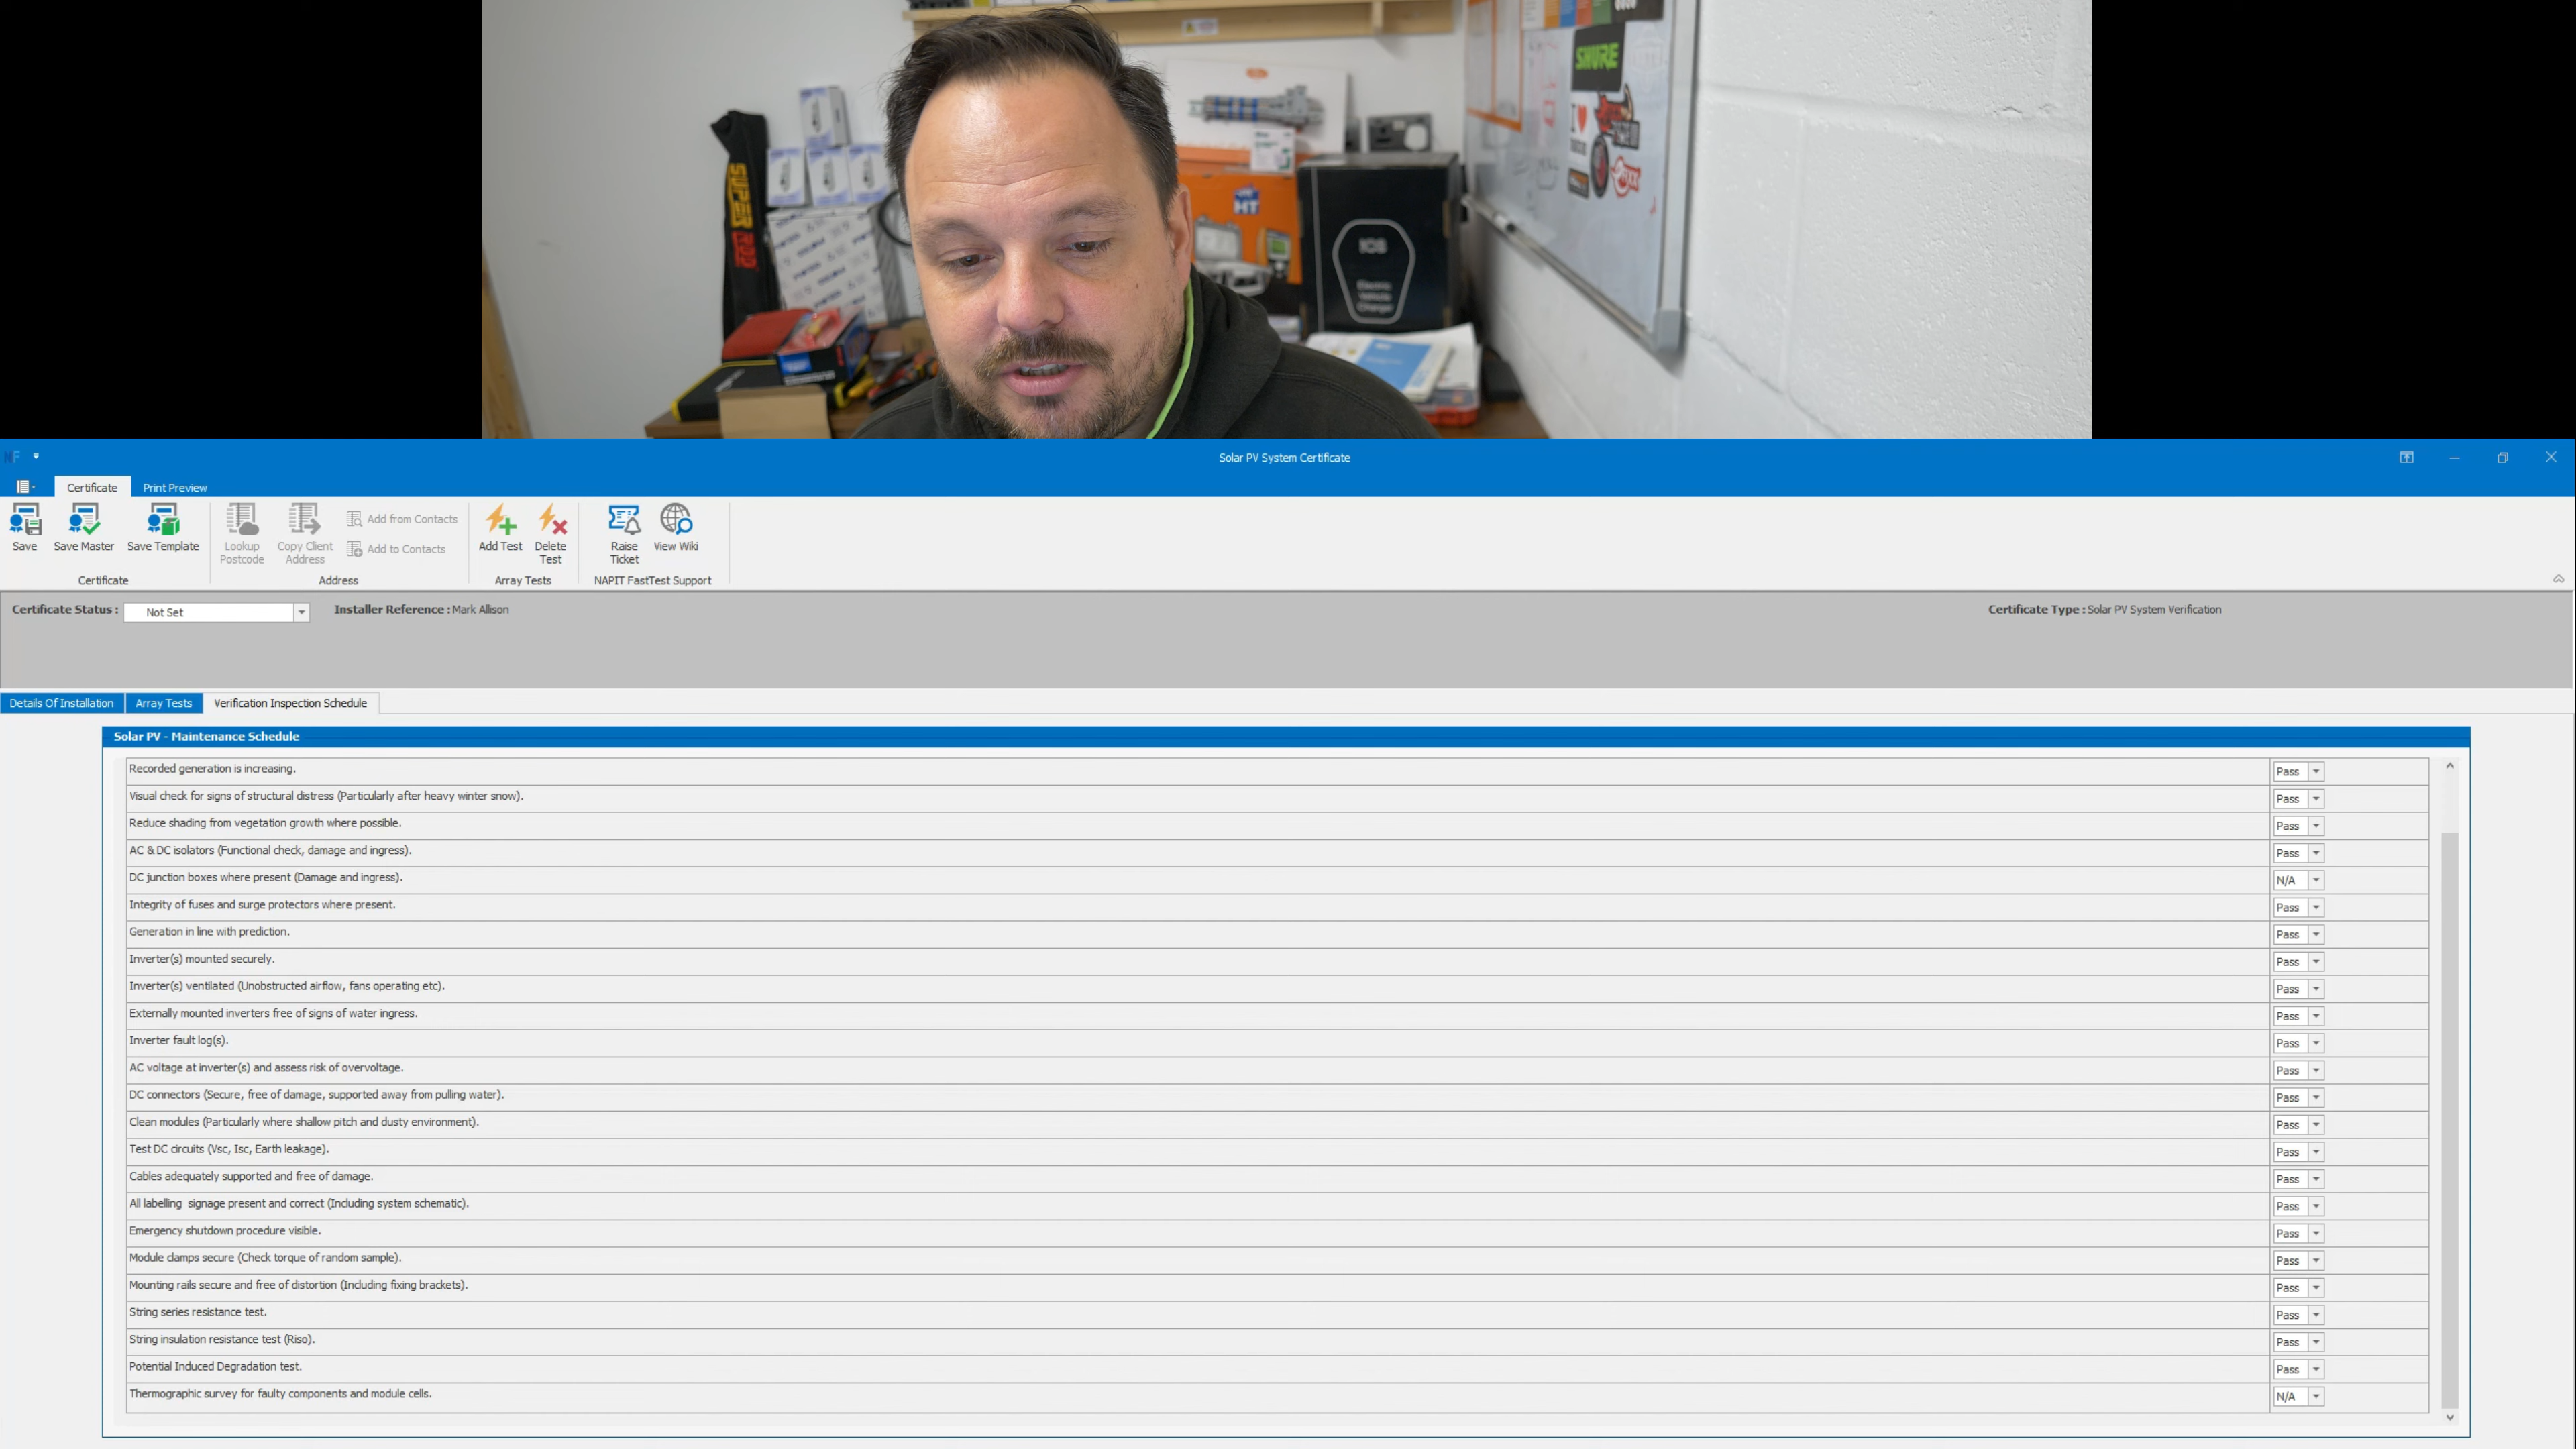 SHURE
SUPER ROD
HT
ICS
Electric
Vehicle
Charger
Solar PV System Certificate
NF
Certificate
Print Preview
Save
Save Master
Save Template
Lookup Postcode
Copy Client Address
Add from Contacts
Add to Contacts
Add Test
Delete Test
Raise Ticket
View Wiki
Certificate
Address
Array Tests
NAPIT FastTest Support
Certificate Status : Not Set
Installer Reference : Mark Allison
Certificate Type : Solar PV System Verification
Details Of Installation
Array Tests
Verification Inspection Schedule
Solar PV - Maintenance Schedule
Recorded generation is increasing. Pass
Visual check for signs of structural distress (Particularly after heavy winter snow). Pass
Reduce shading from vegetation growth where possible. Pass
AC & DC isolators (Functional check, damage and ingress). Pass
DC junction boxes where present (Damage and ingress). N/A
Integrity of fuses and surge protectors where present. Pass
Generation in line with prediction. Pass
Inverter(s) mounted securely. Pass
Inverter(s) ventilated (Unobstructed airflow, fans operating etc). Pass
Externally mounted inverters free of signs of water ingress. Pass
Inverter fault log(s). Pass
AC voltage at inverter(s) and assess risk of overvoltage. Pass
DC connectors (Secure, free of damage, supported away from pulling water). Pass
Clean modules (Particularly where shallow pitch and dusty environment). Pass
Test DC circuits (Vsc, Isc, Earth leakage). Pass
Cables adequately supported and free of damage. Pass
All labelling  signage present and correct (Including system schematic). Pass
Emergency shutdown procedure visible. Pass
Module clamps secure (Check torque of random sample). Pass
Mounting rails secure and free of distortion (Including fixing brackets). Pass
String series resistance test. Pass
String insulation resistance test (Riso). Pass
Potential Induced Degradation test. Pass
Thermographic survey for faulty components and module cells. N/A